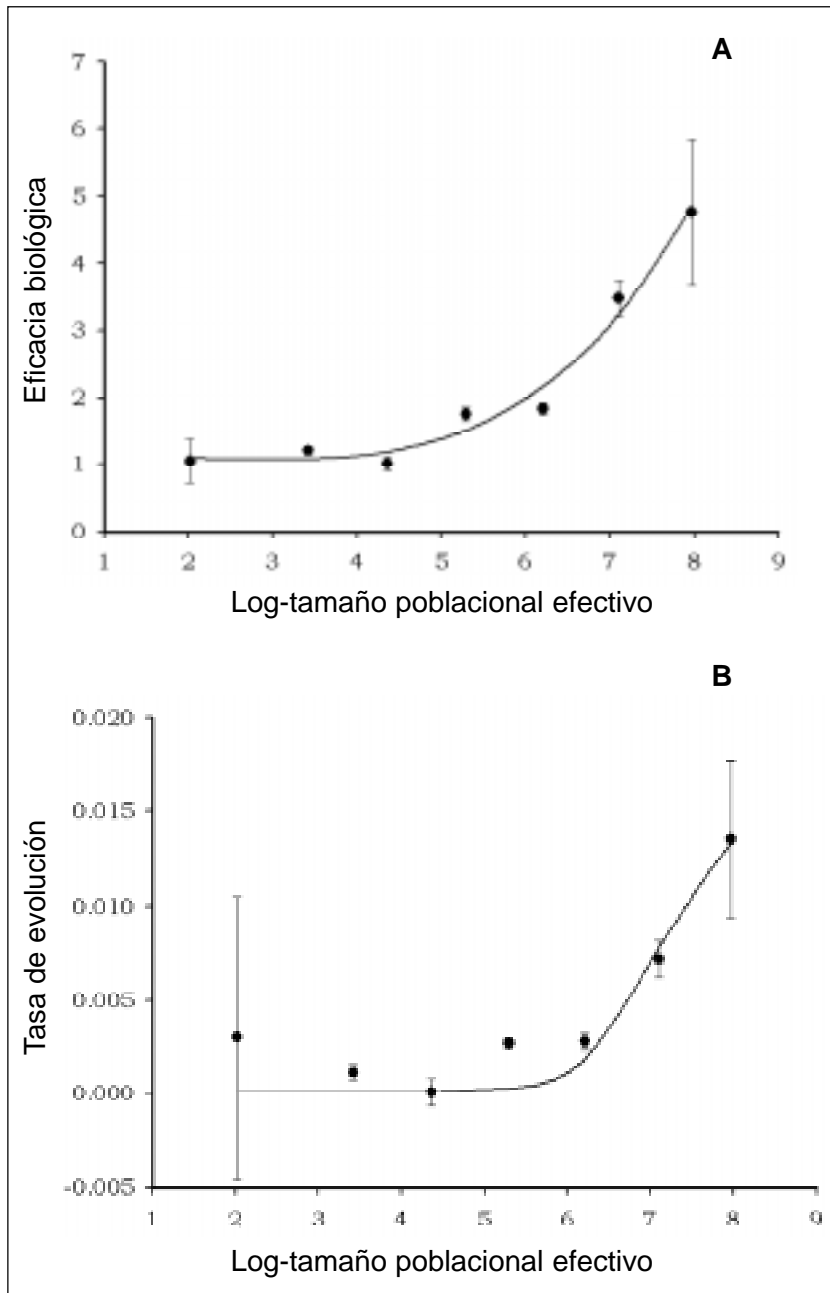 A
7
6
5
4
3
2
1
0
Eficacia biológica
1 2 3 4 5 6 7 8 9
Log-tamaño poblacional efectivo
B
0.020
0.015
0.010
0.005
0.000
-0.005
Tasa de evolución
1 2 3 4 5 6 7 8 9
Log-tamaño poblacional efectivo